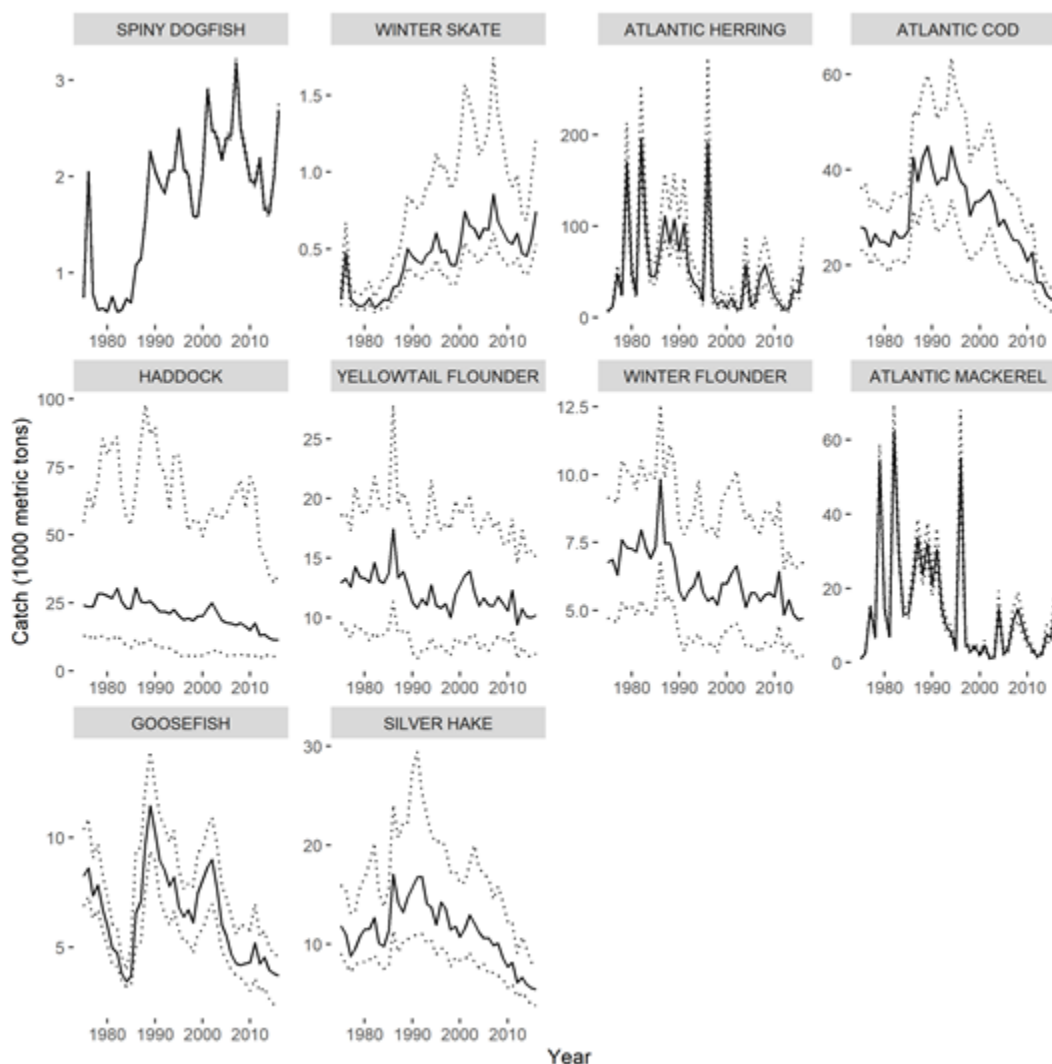 SPINY DOGFISH WINTER SKATE ATLANTIC HERRING ATLANTIC COD
3 2 1
1.5 1.0 0.5
200 100 0
60 40 20
1980 1990 2000 2010 1980 1990 2000 2010 1980 1990 2000 2010 1980 1990 2000 2010
HADDOCK YELLOWTAIL FLOUNDER WINTER FLOUNDER ATLANTIC MACKEREL
100 75 50 25 0
25 20 15 10
12.5 10.0 7.5 5.0
60 40 20 0
Catch (1000 metric tons)
1980 1990 2000 2010 1980 1990 2000 2010 1980 1990 2000 2010 1980 1990 2000 2010
GOOSEFISH SILVER HAKE
10 5
30 20 10
1980 1990 2000 2010 1980 1990 2000 2010
Year